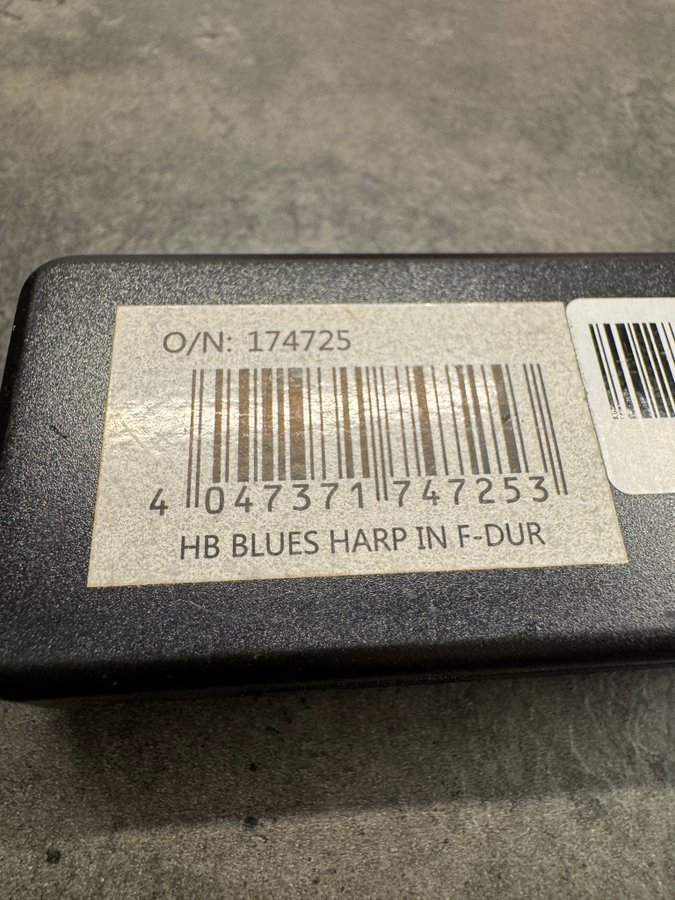 O/N: 174725
4 047371 747253
HB BLUES HARP IN F-DUR